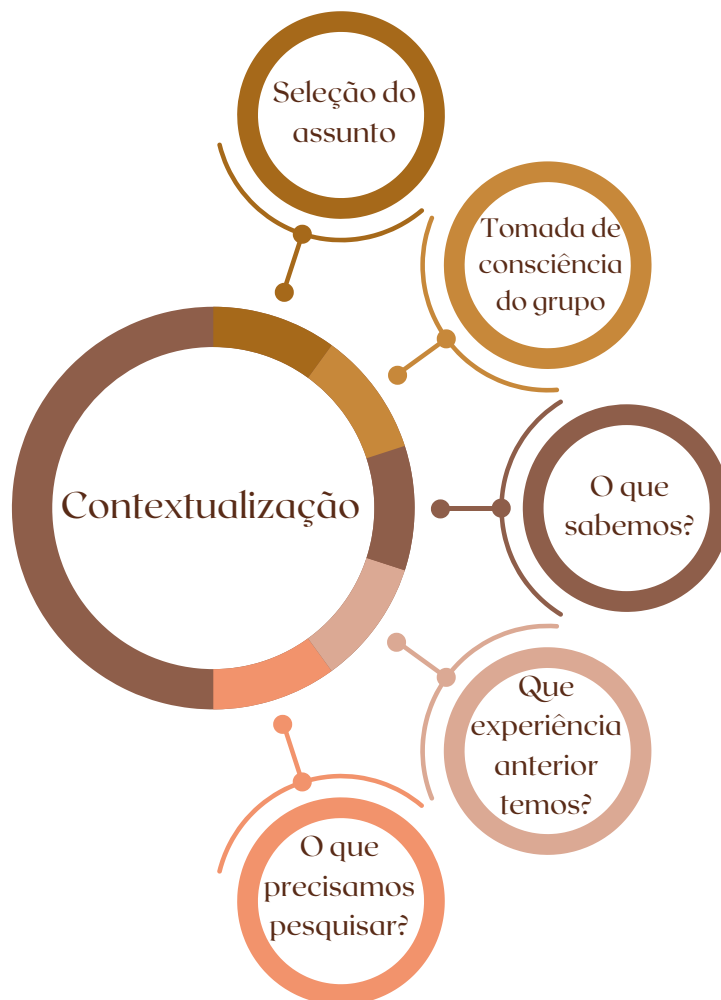 Seleção do
assunto
Tomada de
consciência
do grupo
Contextualização
O que
sabemos?
Que
experiência
anterior
temos?
O que
precisamos
pesquisar?